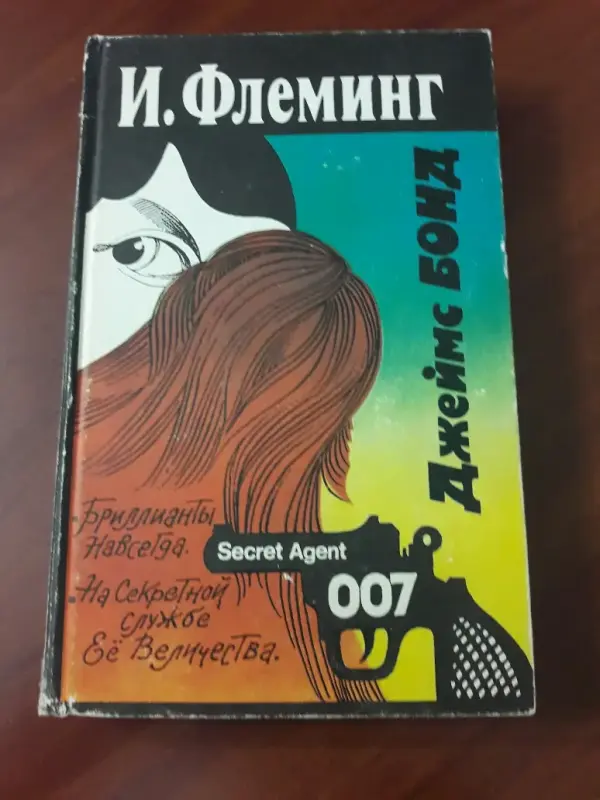 И. Флеминг
Джеймс БОНД
Бриллианты
навсегда.
Secret Agent
007
На Секретной
службе
Её Величества.